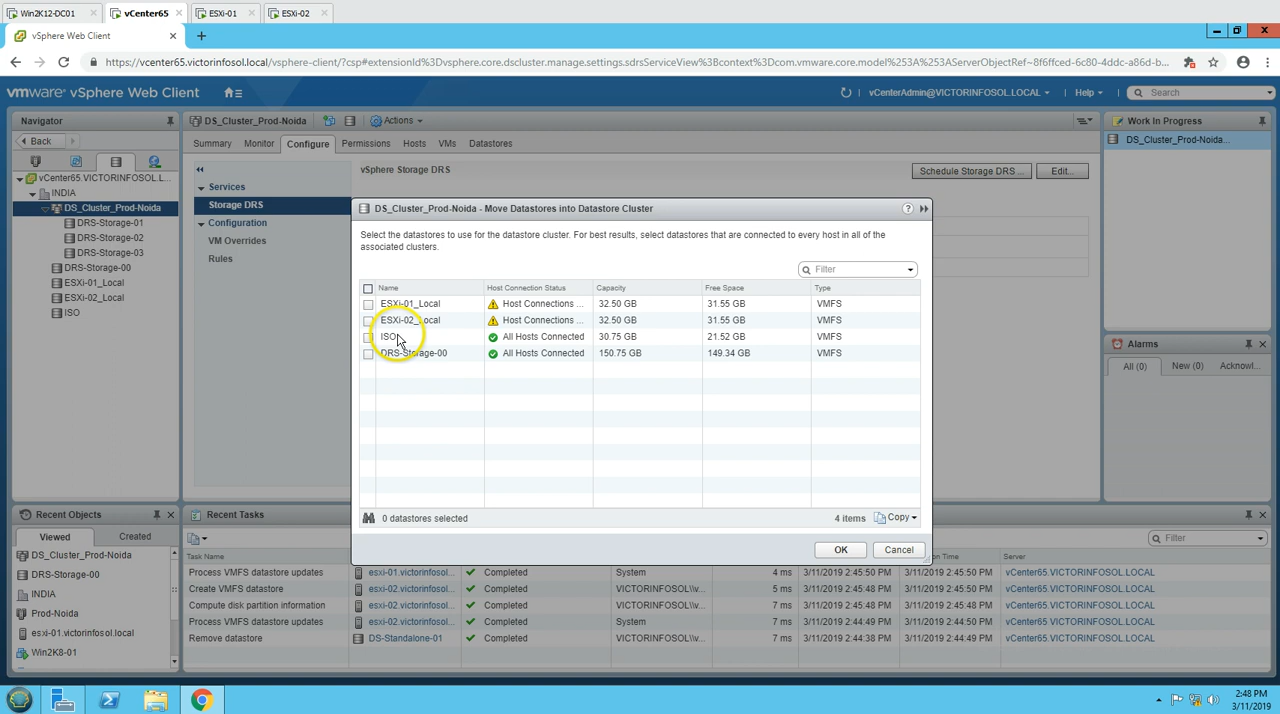 Win2K12-DC01
vCenter65
ESXi-01
ESXi-02
vSphere Web Client
https://vcenter65.victorinfosol.local/vsphere-client/?csp#extensionId%3Dvsphere.core.dscluster.manage.settings.sdrsServiceView%3Bcontext%3Dcom.vmware.core.model%253A%253AServerObjectRef~8f6ffced-6c80-4ddc-a86d-b...
vmware® vSphere Web Client
vCenterAdmin@VICTORINFOSOL.LOCAL
Help
Search
Navigator
Back
vCenter65.VICTORINFOSOL.L...
INDIA
DS_Cluster_Prod-Noida
DRS-Storage-01
DRS-Storage-02
DRS-Storage-03
DRS-Storage-00
ESXi-01_Local
ESXi-02_Local
ISO
DS_Cluster_Prod-Noida
Actions
Summary Monitor Configure Permissions Hosts VMs Datastores
Services
Storage DRS
Configuration
VM Overrides
Rules
vSphere Storage DRS
Schedule Storage DRS ...
Edit...
DS_Cluster_Prod-Noida - Move Datastores into Datastore Cluster
Select the datastores to use for the datastore cluster. For best results, select datastores that are connected to every host in all of the
associated clusters.
Filter
Name Host Connection Status Capacity Free Space Type
ESXi-01_Local Host Connections ... 32.50 GB 31.55 GB VMFS
ESXi-02_Local Host Connections ... 32.50 GB 31.55 GB VMFS
ISO All Hosts Connected 30.75 GB 21.52 GB VMFS
DRS-Storage-00 All Hosts Connected 150.75 GB 149.34 GB VMFS
0 datastores selected
4 items
Copy
OK
Cancel
Work In Progress
DS_Cluster_Prod-Noida...
Alarms
All (0) New (0) Acknowl...
Recent Objects
Viewed Created
DS_Cluster_Prod-Noida
DRS-Storage-00
INDIA
Prod-Noida
esxi-01.victorinfosol.local
Win2K8-01
Recent Tasks
Filter
Task Name
on Time
Server
Process VMFS datastore updates esxi-01.victorinfosol... Completed System 4 ms 3/11/2019 2:45:50 PM 3/11/2019 2:45:50 PM vCenter65.VICTORINFOSOL.LOCAL
Create VMFS datastore esxi-02.victorinfosol... Completed VICTORINFOSOL\v... 5 ms 3/11/2019 2:45:48 PM 3/11/2019 2:45:50 PM vCenter65.VICTORINFOSOL.LOCAL
Compute disk partition information esxi-02.victorinfosol... Completed VICTORINFOSOL\v... 7 ms 3/11/2019 2:45:48 PM 3/11/2019 2:45:48 PM vCenter65.VICTORINFOSOL.LOCAL
Process VMFS datastore updates esxi-02.victorinfosol... Completed System 7 ms 3/11/2019 2:44:49 PM 3/11/2019 2:44:49 PM vCenter65.VICTORINFOSOL.LOCAL
Remove datastore DS-Standalone-01 Completed VICTORINFOSOL\v... 7 ms 3/11/2019 2:44:38 PM 3/11/2019 2:44:49 PM vCenter65.VICTORINFOSOL.LOCAL
2:48 PM
3/11/2019